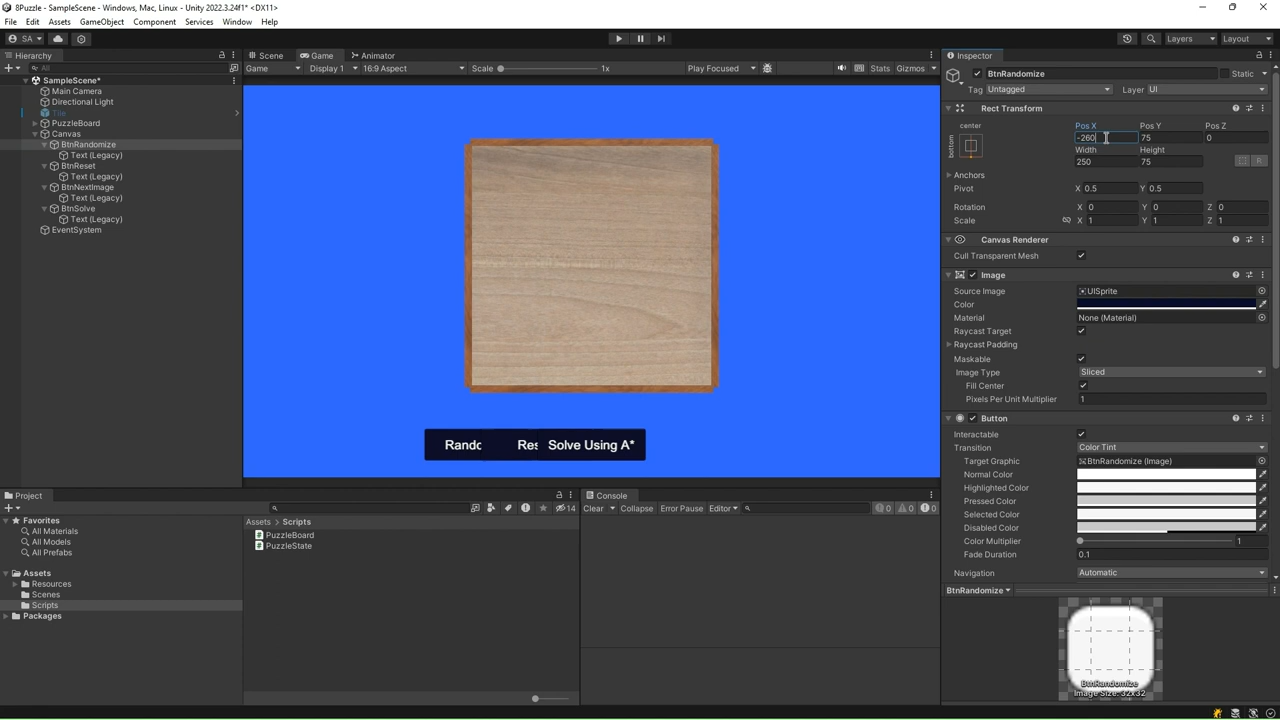 8Puzzle - SampleScene - Windows, Mac, Linux - Unity 2022.3.24f1* <DX11>
File Edit Assets GameObject Component Services Window Help
SA Layers Layout
Hierarchy
All
SampleScene*
Main Camera
Directional Light
Tile
PuzzleBoard
Canvas
BtnRandomize
Text (Legacy)
BtnReset
Text (Legacy)
BtnNextImage
Text (Legacy)
BtnSolve
Text (Legacy)
EventSystem
Scene Game Animator
Game Display 1 16:9 Aspect Scale 1x Play Focused Stats Gizmos
Rando Res Solve Using A*
Inspector
BtnRandomize Static
Tag Untagged Layer UI
Rect Transform
center
bottom
Pos X Pos Y Pos Z
-260 75 0
Width Height
250 75
R
Anchors
Pivot X 0.5 Y 0.5
Rotation X 0 Y 0 Z 0
Scale X 1 Y 1 Z 1
Canvas Renderer
Cull Transparent Mesh
Image
Source Image UISprite
Color
Material None (Material)
Raycast Target
Raycast Padding
Maskable
Image Type Sliced
Fill Center
Pixels Per Unit Multiplier 1
Button
Interactable
Transition Color Tint
Target Graphic BtnRandomize (Image)
Normal Color
Highlighted Color
Pressed Color
Selected Color
Disabled Color
Color Multiplier 1
Fade Duration 0.1
Navigation Automatic
BtnRandomize
BtnRandomize
Image Size: 32x32
Project
14
Favorites
All Materials
All Models
All Prefabs
Assets
Resources
Scenes
Scripts
Packages
Assets > Scripts
PuzzleBoard
PuzzleState
Console
Clear Collapse Error Pause Editor 0 0 0